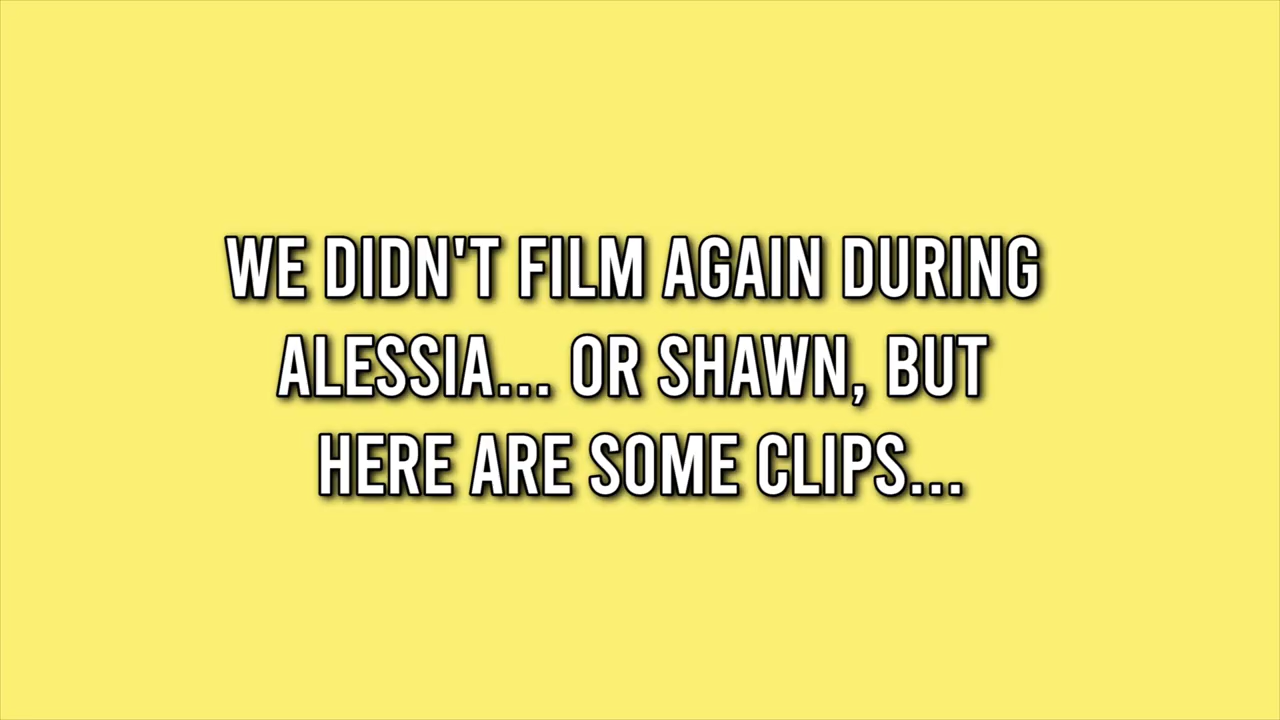 WE DIDN'T FILM AGAIN DURING
ALESSIA... OR SHAWN, BUT
HERE ARE SOME CLIPS...